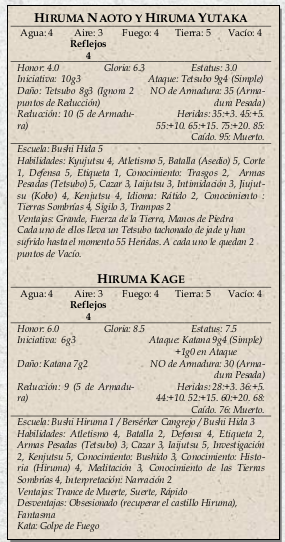 HIRUMA NAOTO Y HIRUMA YUTAKA
Agua: 4 Aire: 3 Fuego: 4 Tierra: 5 Vacío: 4
Reflejos
4
Honor: 4.0 Gloria: 6.3 Estatus: 3.0
Iniciativa: 10g3 Ataque: Tetsubo 9g4 (Simple)
Daño: Tetsubo 8g3 (Ignora 2 puntos de Reducción) NO de Armadura: 35 (Armadura Pesada)
Reducción: 10 (5 de Armadura) Heridas: 35:+3. 45:+5. 55:+10. 65:+15. 75:+20. 85: Caído. 95: Muerto.
Escuela: Bushi Hida 5
Habilidades: Kyujutsu 4, Atletismo 5, Batalla (Asedio) 5, Corte
1, Defensa 5, Etiqueta 1, Conocimiento: Trasgos 2, Armas
Pesadas (Tetsubo) 5, Cazar 3, Iaijutsu 3, Intimidación 3, Jiujut-
su (Kobo) 4, Kenjutsu 4, Idioma: Rátido 2, Conocimiento :
Tierras Sombrías 4, Sigilo 3, Trampas 2
Ventajas: Grande, Fuerza de la Tierra, Manos de Piedra
Cada uno de ellos lleva un Tetsubo tachonado de jade y han
sufrido hasta el momento 55 Heridas. A cada uno le quedan 2
puntos de Vacío.
HIRUMA KAGE
Agua: 4 Aire: 3 Fuego: 4 Tierra: 5 Vacío: 4
Reflejos
4
Honor: 6.0 Gloria: 8.5 Estatus: 7.5
Iniciativa: 6g3 Ataque: Katana 9g4 (Simple) +1g0 en Ataque
Daño: Katana 7g2 NO de Armadura: 30 (Armadura Pesada)
Reducción: 9 (5 de Armadura) Heridas: 28:+3. 36:+5. 44:+10. 52:+15. 60:+20. 68: Caído. 76: Muerto.
Escuela: Bushi Hiruma 1 / Bersérker Cangrejo / Bushi Hida 3
Habilidades: Atletismo 4, Batalla 2, Defensa 4, Etiqueta 2,
Armas Pesadas (Tetsubo) 3, Cazar 3, Iaijutsu 5, Investigación
2, Kenjutsu 5, Conocimiento: Bushido 3, Conocimiento: Histo-
ria (Hiruma) 4, Meditación 3, Conocimiento de las Tierras
Sombrías 4, Interpretación: Narración 2
Ventajas: Trance de Muerte, Suerte, Rápido
Desventajas: Obsesionado (recuperar el castillo Hiruma),
Fantasma
Kata: Golpe de Fuego